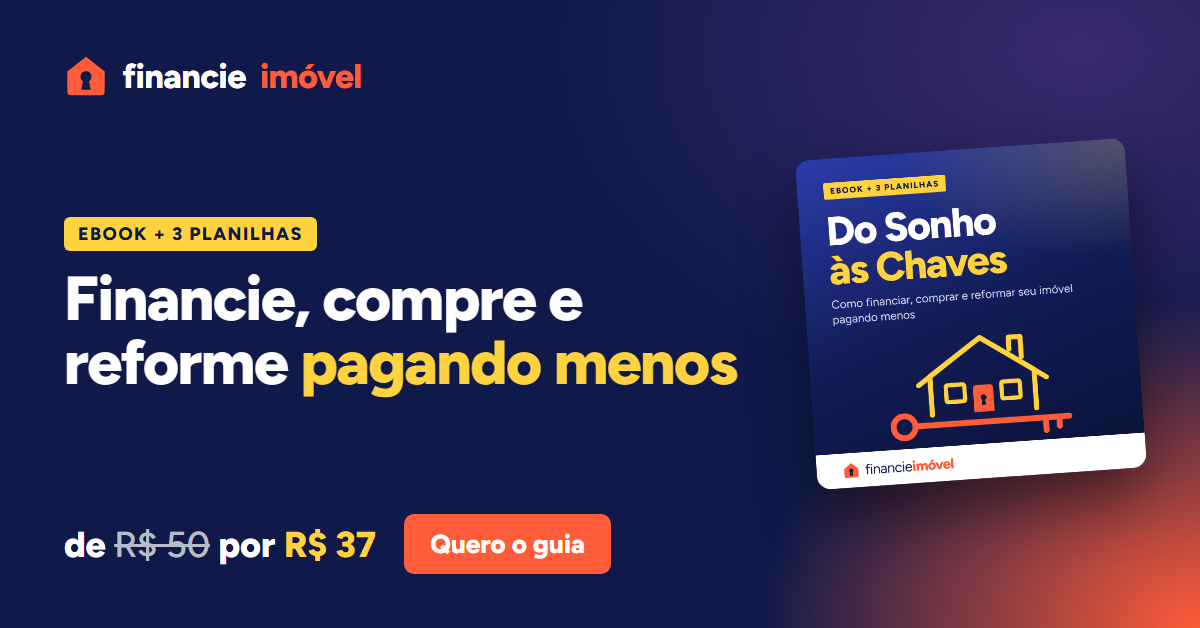 financie imóvel
EBOOK + 3 PLANILHAS
Financie, compre e
reforme pagando menos
de R$ 50 por R$ 37
Quero o guia
EBOOK + 3 PLANILHAS
Do Sonho
às Chaves
Como financiar, comprar e reformar seu imóvel
pagando menos
financieimóvel